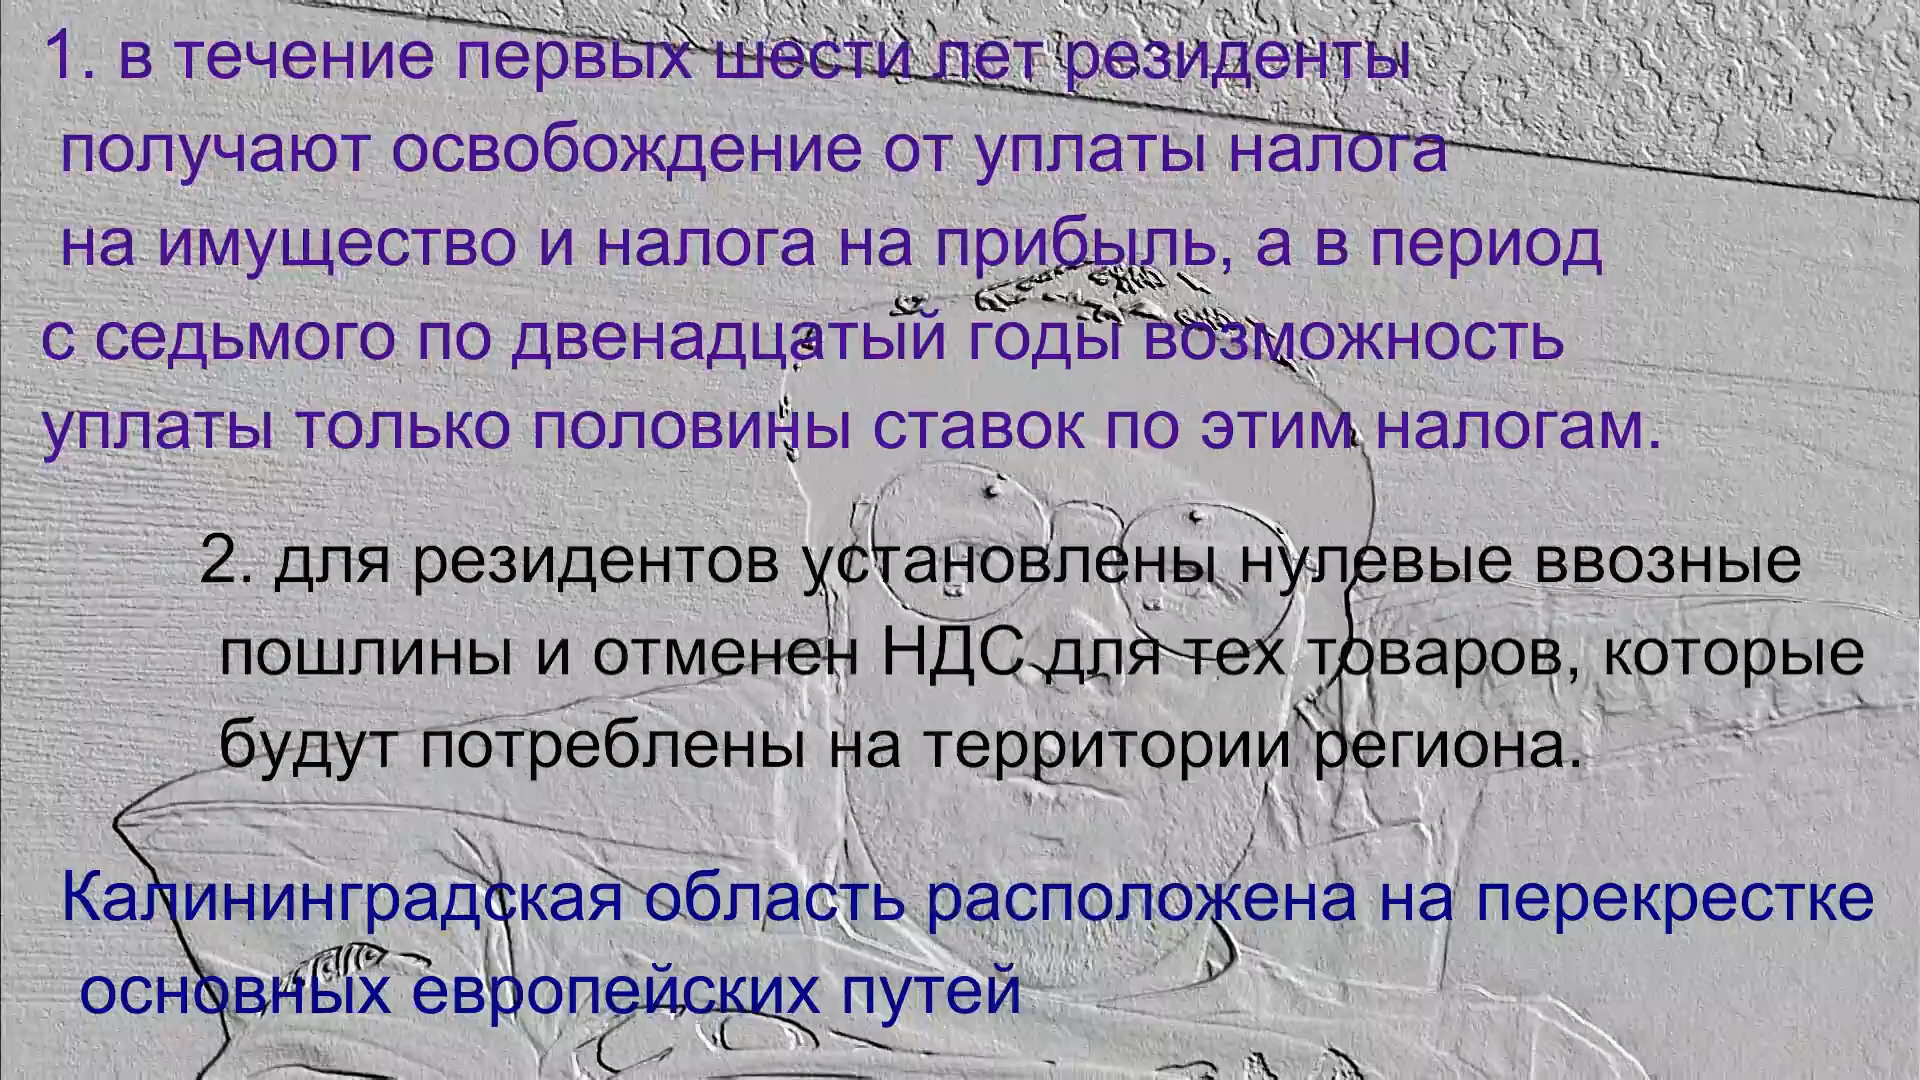 1. в течение первых шести лет резиденты
получают освобождение от уплаты налога
на имущество и налога на прибыль, а в период
с седьмого по двенадцатый годы возможность
уплаты только половины ставок по этим налогам.
2. для резидентов установлены нулевые ввозные
пошлины и отменен НДС для тех товаров, которые
будут потреблены на территории региона.
Калининградская область расположена на перекрестке
основных европейских путей